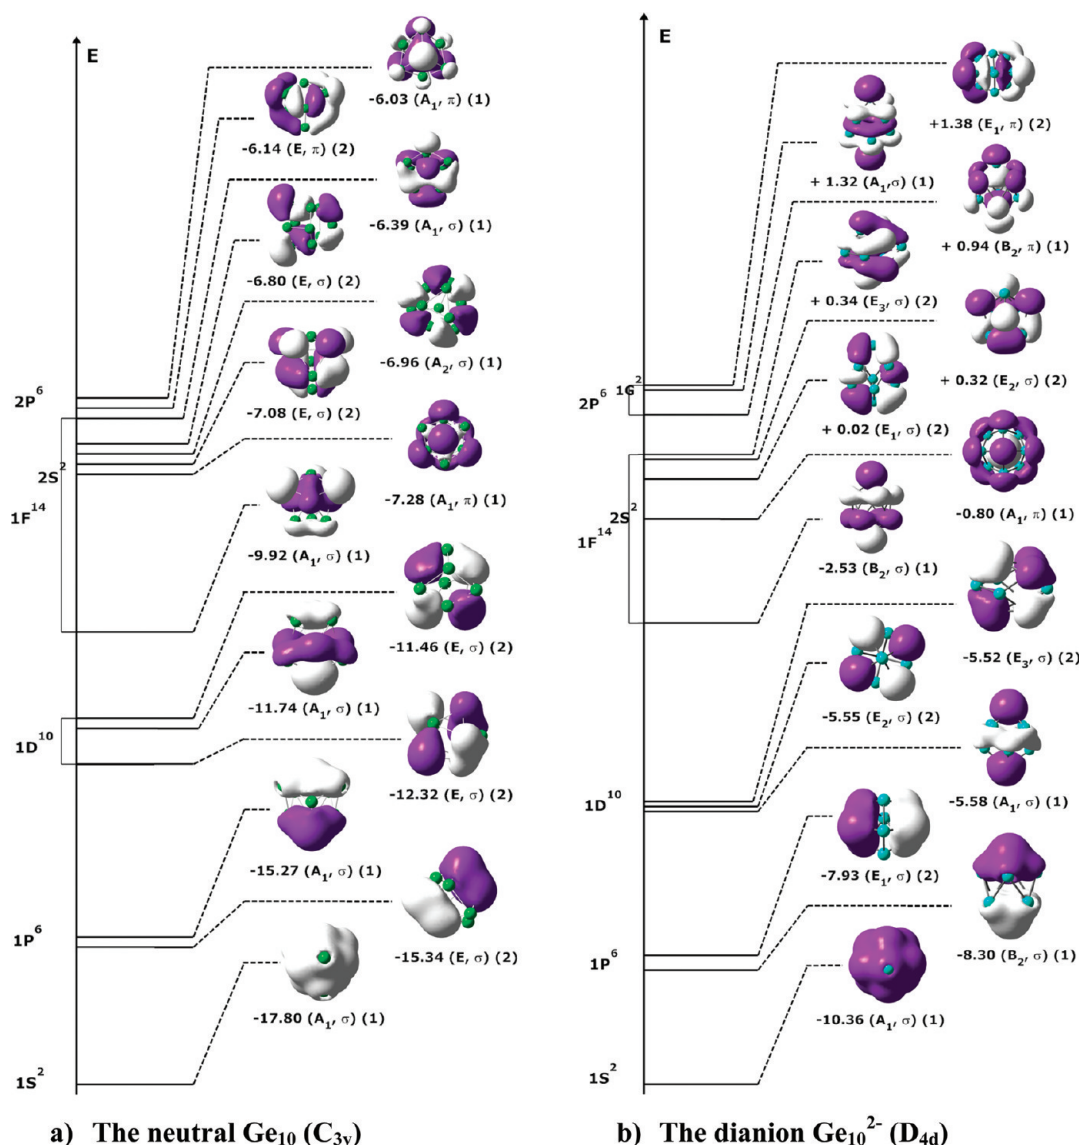 E
-6.03 (A1, π) (1)
-6.14 (E, π) (2)
-6.39 (A1, σ) (1)
-6.80 (E, σ) (2)
-6.96 (A2, σ) (1)
-7.08 (E, σ) (2)
-7.28 (A1, π) (1)
-9.92 (A1, σ) (1)
-11.46 (E, σ) (2)
-11.74 (A1, σ) (1)
-12.32 (E, σ) (2)
-15.27 (A1, σ) (1)
-15.34 (E, σ) (2)
-17.80 (A1, σ) (1)
2P6
2S2
1F14
1D10
1P6
1S2
a) The neutral Ge10 (C3v)
E
+1.38 (E1, π) (2)
+ 1.32 (A1,σ) (1)
+ 0.94 (B2, π) (1)
+ 0.34 (E3, σ) (2)
+ 0.32 (E2, σ) (2)
+ 0.02 (E1, σ) (2)
-0.80 (A1, π) (1)
-2.53 (B2, σ) (1)
-5.52 (E3, σ) (2)
-5.55 (E2, σ) (2)
-5.58 (A1, σ) (1)
-7.93 (E1, σ) (2)
-8.30 (B2, σ) (1)
-10.36 (A1, σ) (1)
2P6 1G2
1F14 2S2
1D10
1P6
1S2
b) The dianion Ge10 2- (D4d)